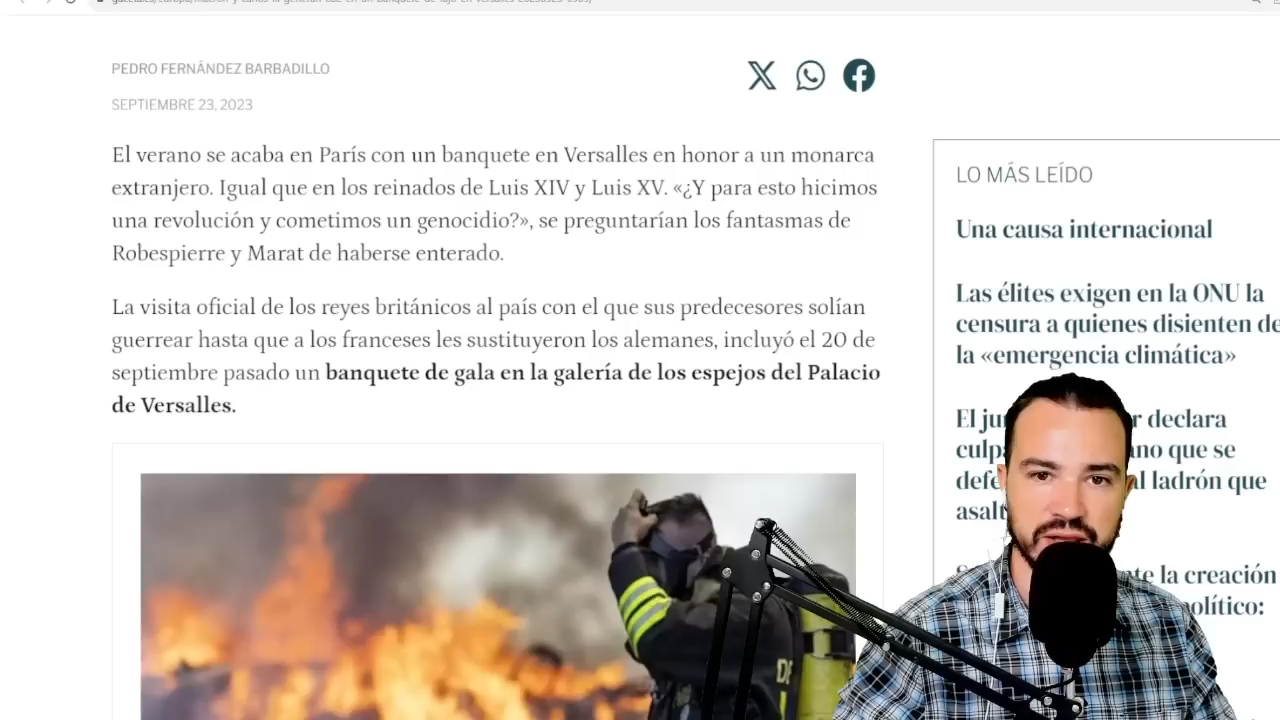 PEDRO FERNÁNDEZ BARBADILLO
SEPTIEMBRE 23, 2023
El verano se acaba en París con un banquete en Versalles en honor a un monarca
extranjero. Igual que en los reinados de Luis XIV y Luis XV. «¿Y para esto hicimos
una revolución y cometimos un genocidio?», se preguntarían los fantasmas de
Robespierre y Marat de haberse enterado.
La visita oficial de los reyes británicos al país con el que sus predecesores solían
guerrear hasta que a los franceses les sustituyeron los alemanes, incluyó el 20 de
septiembre pasado un banquete de gala en la galería de los espejos del Palacio
de Versalles.
LO MÁS LEÍDO
Una causa internacional
Las élites exigen en la ONU la
censura a quienes disienten de
la «emergencia climática»
El declara
que se
al ladrón que
la creación